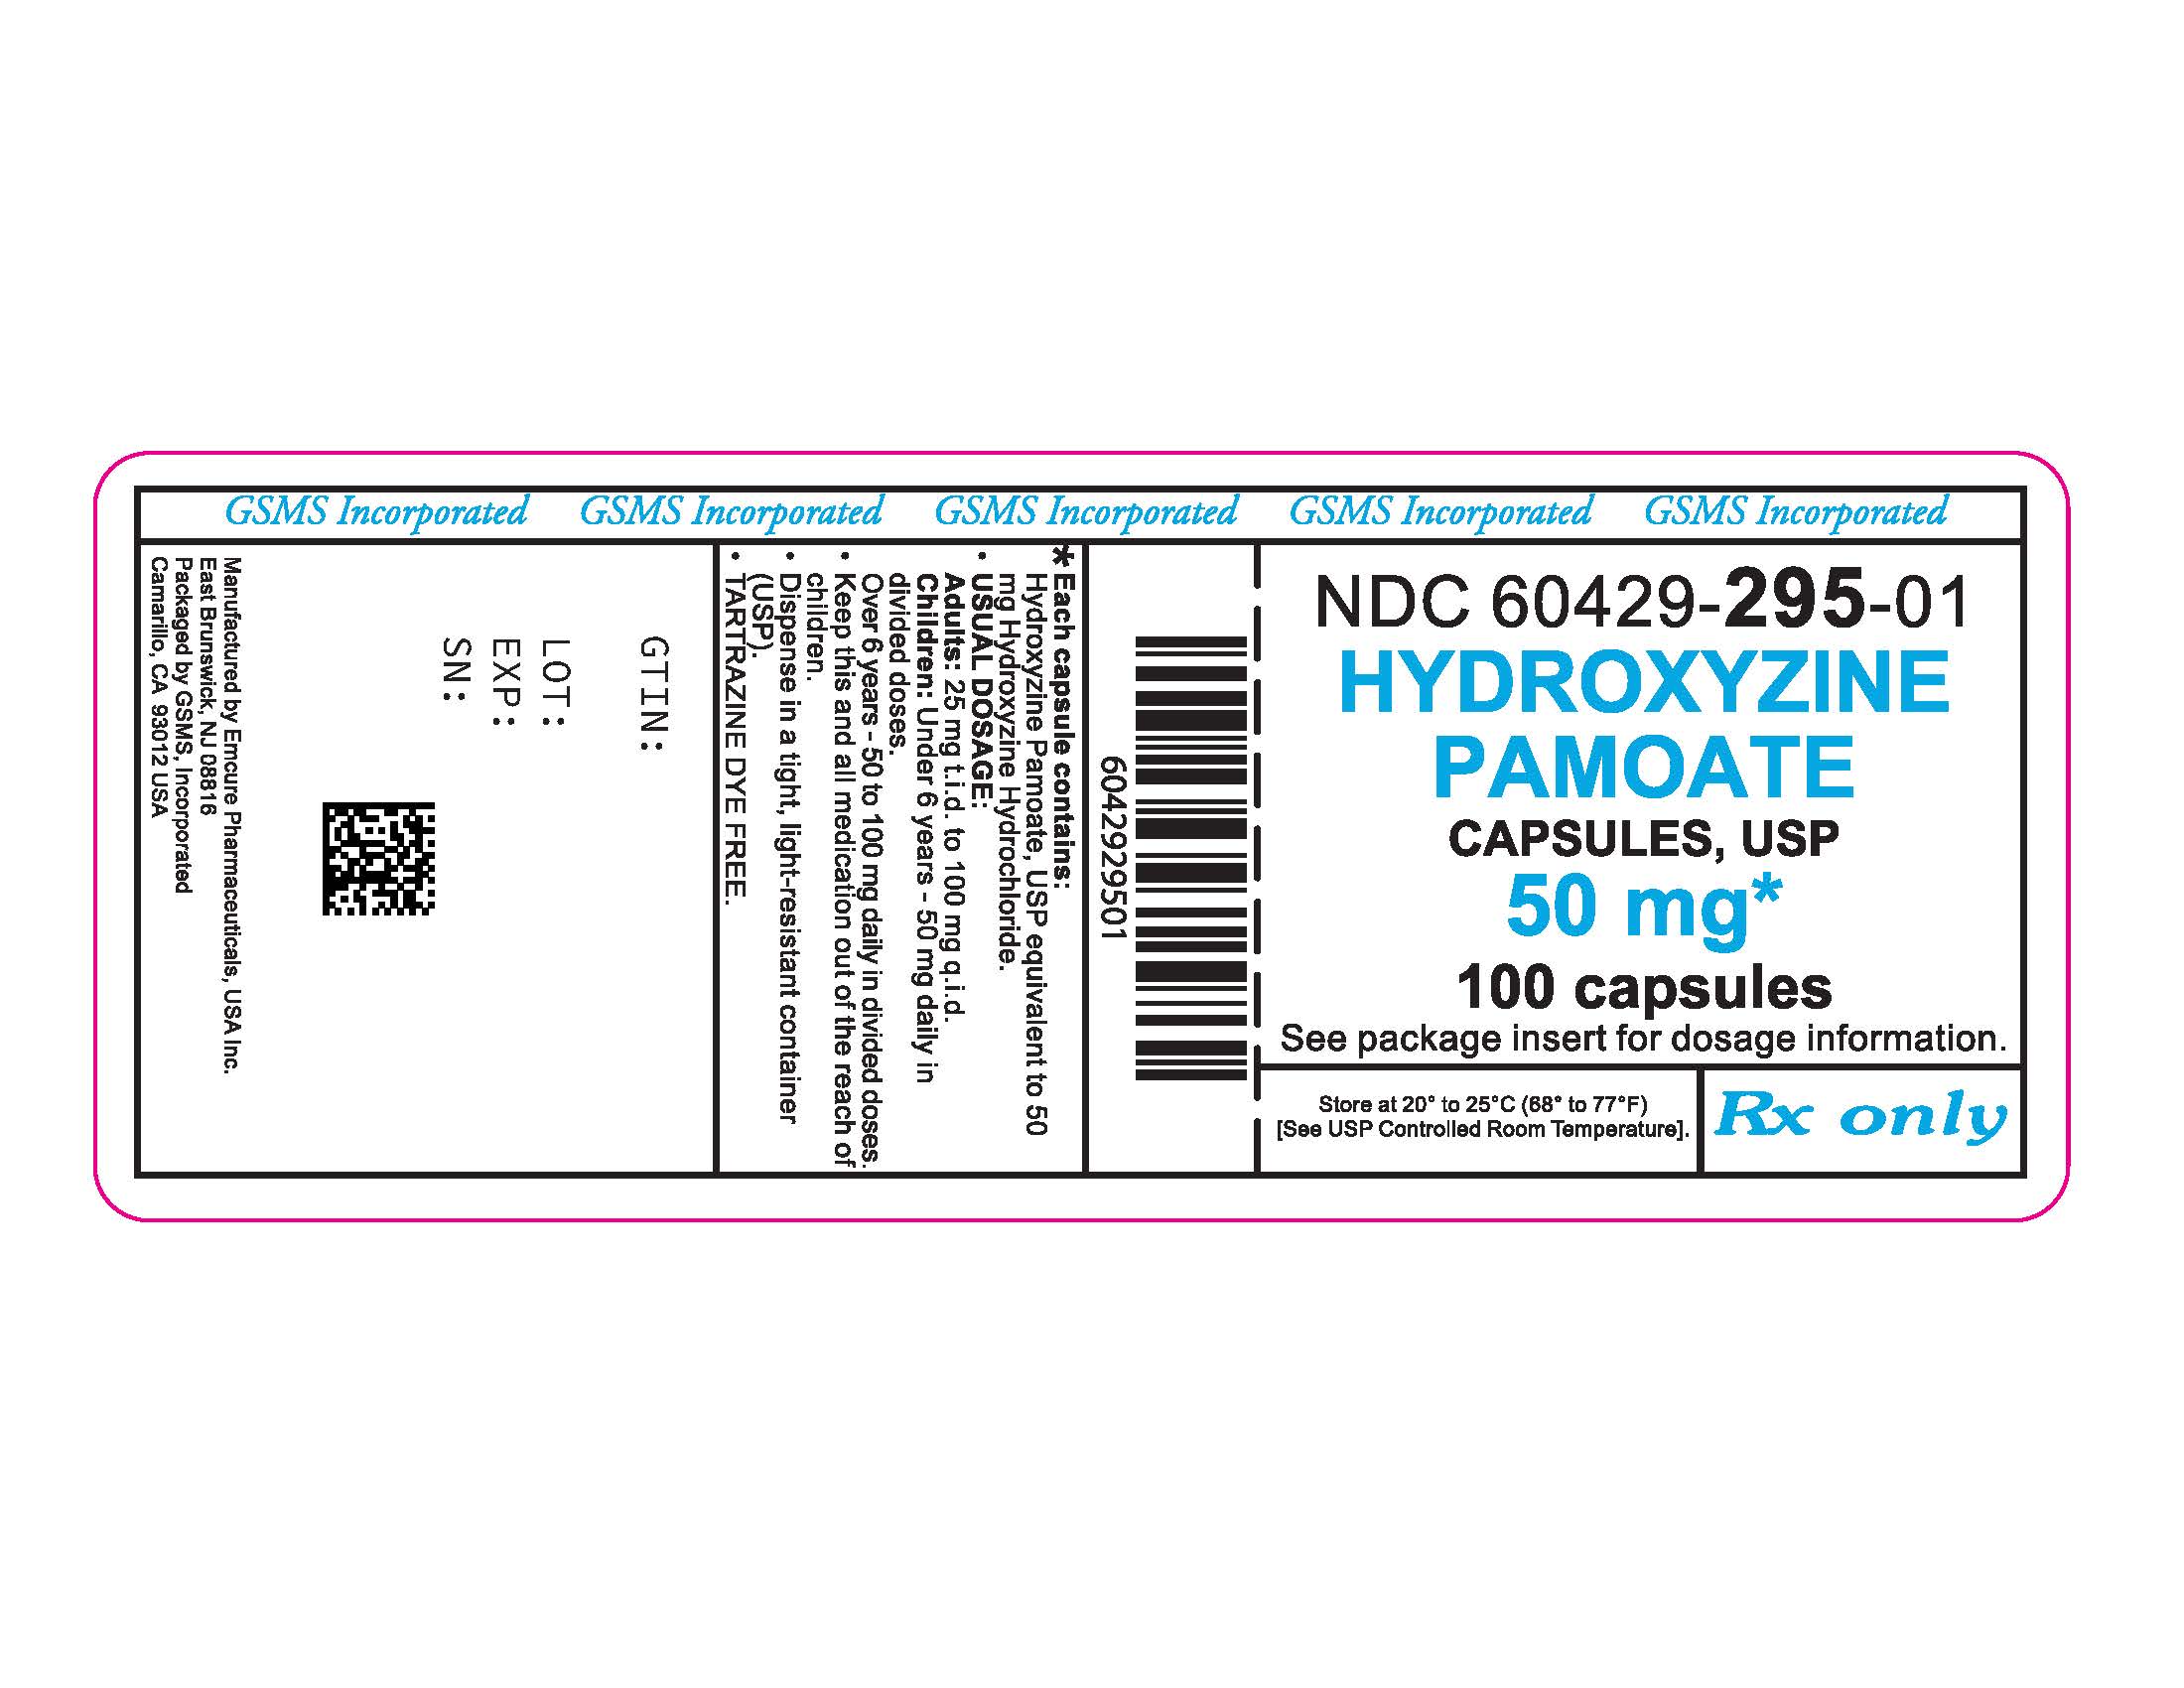 GSMS Incorporated GSMS Incorporated GSMS Incorporated GSMS Incorporated GSMS Incorporated
NDC 60429-295-01
HYDROXYZINE
PAMOATE
CAPSULES, USP
50 mg*
100 capsules
See package insert for dosage information.
Store at 20° to 25°C (68° to 77°F)
[See USP Controlled Room Temperature].
Rx only
6042929501
*Each capsule contains:
Hydroxyzine Pamoate, USP equivalent to 50
mg Hydroxyzine Hydrochloride.
• USUAL DOSAGE:
Adults: 25 mg t.i.d. to 100 mg q.i.d.
Children: Under 6 years - 50 mg daily in
divided doses.
Over 6 years - 50 to 100 mg daily in divided doses.
• Keep this and all medication out of the reach of
children.
• Dispense in a tight, light-resistant container
(USP).
• TARTRAZINE DYE FREE.
GTIN:
LOT:
EXP:
SN:
Manufactured by Emcure Pharmaceuticals, USA Inc.
East Brunswick, NJ 08816
Packaged by GSMS, Incorporated
Camarillo, CA 93012 USA